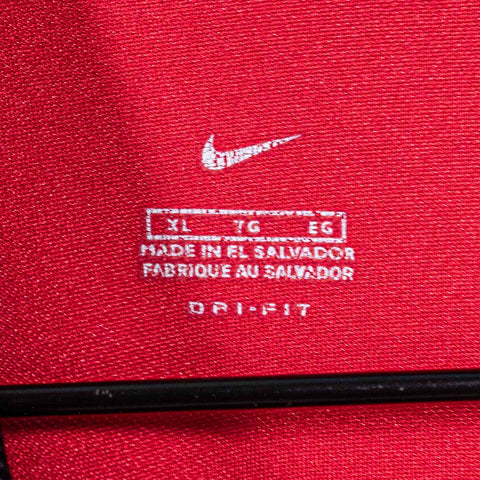 XL TG EG
MADE IN EL SALVADOR
FABRIQUE AU SALVADOR
DRI-FIT